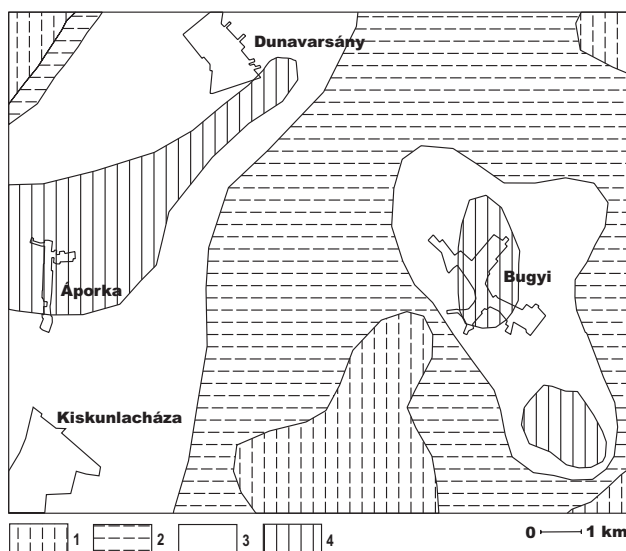 Dunavarsány
Bugyi
Áporka
Kiskunlacháza
1 2 3 4 0 1 km